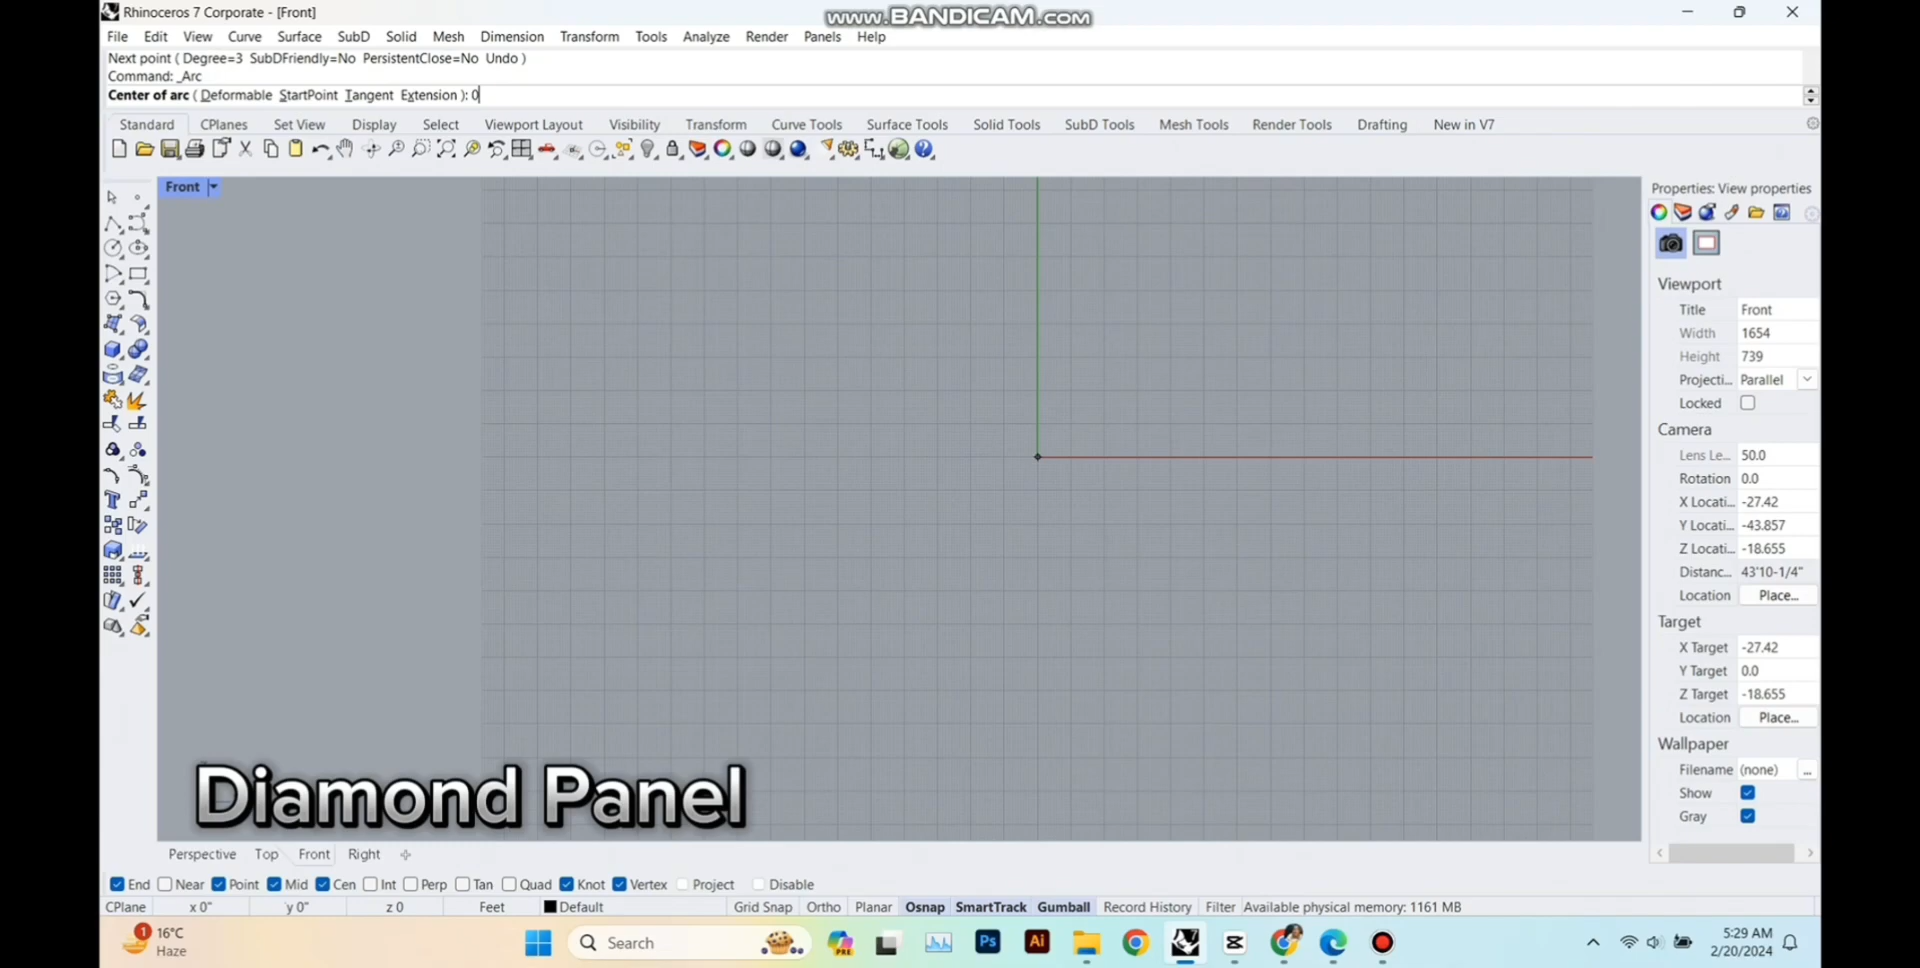 Rhinoceros 7 Corporate - [Front]
www.BANDICAM.com
File Edit View Curve Surface SubD Solid Mesh Dimension Transform Tools Analyze Render Panels Help
Next point ( Degree=3 SubDFriendly=No PersistentClose=No Undo )
Command: _Arc
Center of arc ( Deformable StartPoint Tangent Extension ): 0
Standard CPlanes Set View Display Select Viewport Layout Visibility Transform Curve Tools Surface Tools Solid Tools SubD Tools Mesh Tools Render Tools Drafting New in V7
Front
Properties: View properties
Viewport
Title Front
Width 1654
Height 739
Projecti... Parallel
Locked
Camera
Lens Le... 50.0
Rotation 0.0
X Locati... -27.42
Y Locati... -43.857
Z Locati... -18.655
Distanc... 43'10-1/4"
Location Place...
Target
X Target -27.42
Y Target 0.0
Z Target -18.655
Location Place...
Wallpaper
Filename (none) ...
Show
Gray
Diamond Panel
Perspective Top Front Right
End Near Point Mid Cen Int Perp Tan Quad Knot Vertex Project Disable
CPlane x 0" y 0" z 0 Feet Default Grid Snap Ortho Planar Osnap SmartTrack Gumball Record History Filter Available physical memory: 1161 MB
1 16°C
Haze
Search
PRE
Ps
Ai
5:29 AM
2/20/2024